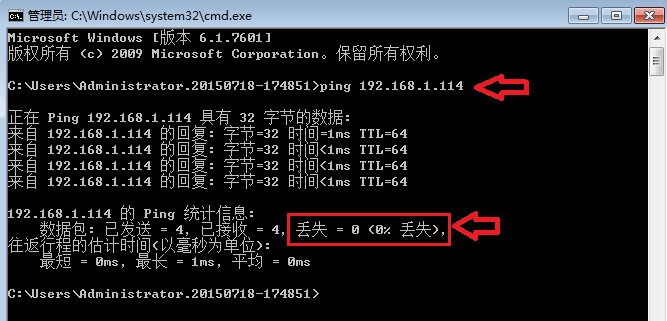 管理员: C:\Windows\system32\cmd.exe
Microsoft Windows [版本 6.1.7601]
版权所有 (c) 2009 Microsoft Corporation。保留所有权利。
C:\Users\Administrator.20150718-174851>ping 192.168.1.114
正在 Ping 192.168.1.114 具有 32 字节的数据:
来自 192.168.1.114 的回复: 字节=32 时间=1ms TTL=64
来自 192.168.1.114 的回复: 字节=32 时间<1ms TTL=64
来自 192.168.1.114 的回复: 字节=32 时间<1ms TTL=64
来自 192.168.1.114 的回复: 字节=32 时间<1ms TTL=64
192.168.1.114 的 Ping 统计信息:
数据包: 已发送 = 4, 已接收 = 4, 丢失 = 0 (0% 丢失),
往返行程的估计时间(以毫秒为单位):
最短 = 0ms, 最长 = 1ms, 平均 = 0ms
C:\Users\Administrator.20150718-174851>